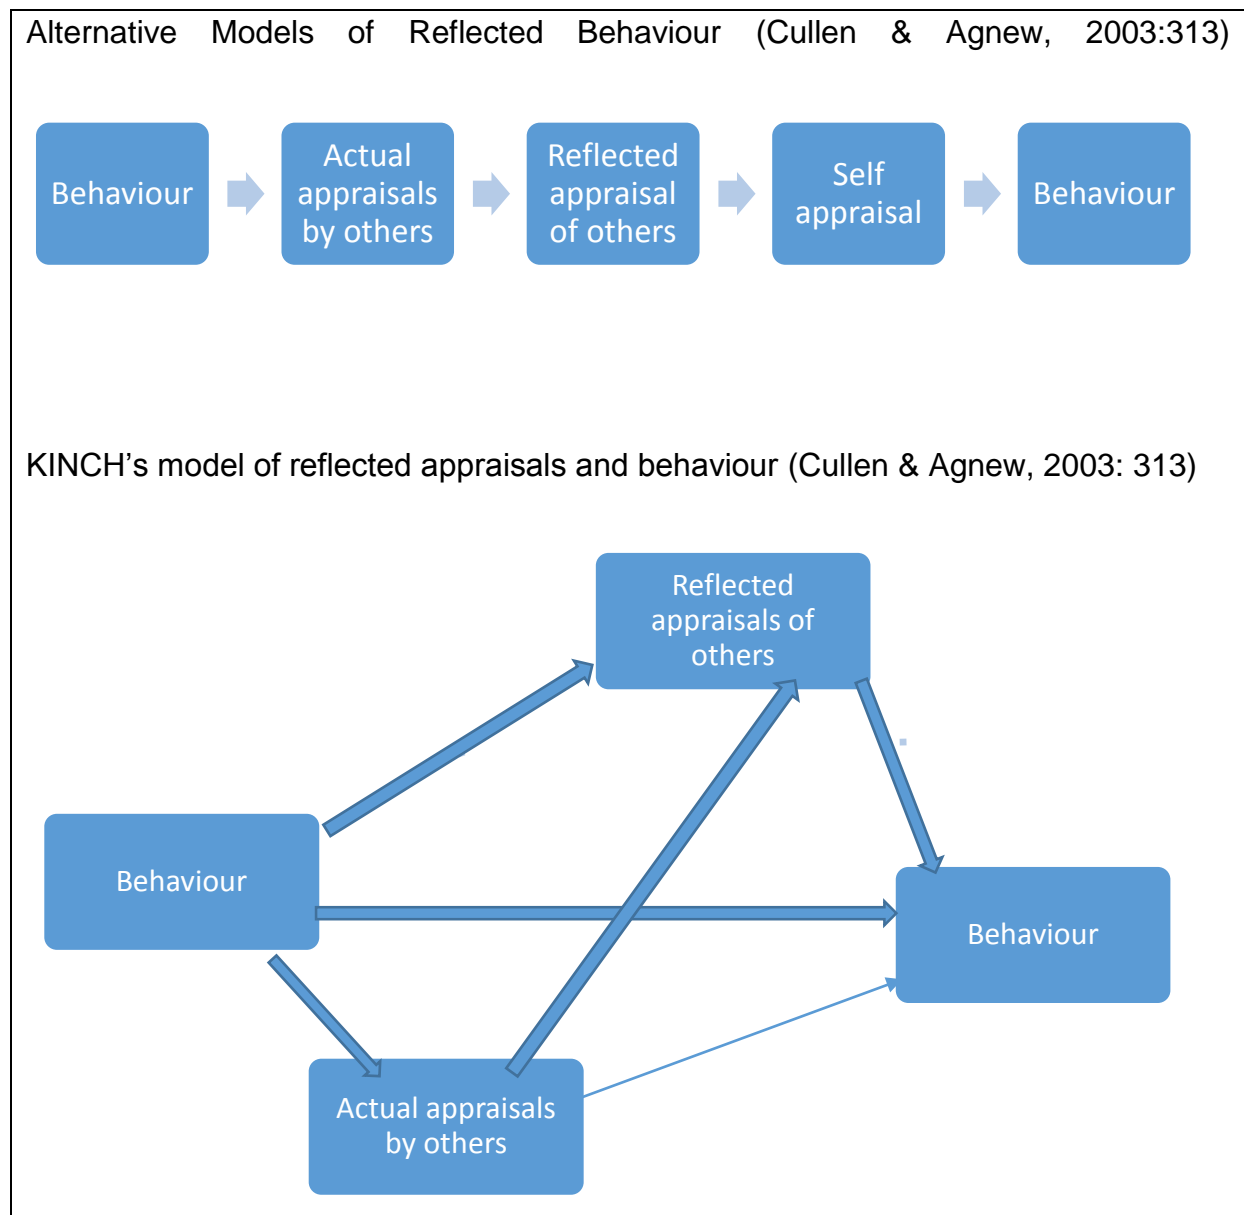 Alternative Models of Reflected Behaviour (Cullen & Agnew, 2003:313)
Behaviour
Actual
appraisals
by others
Reflected
appraisal
of others
Self
appraisal
Behaviour
KINCH’s model of reflected appraisals and behaviour (Cullen & Agnew, 2003: 313)
Reflected
appraisals of
others
Behaviour
Behaviour
Actual appraisals
by others